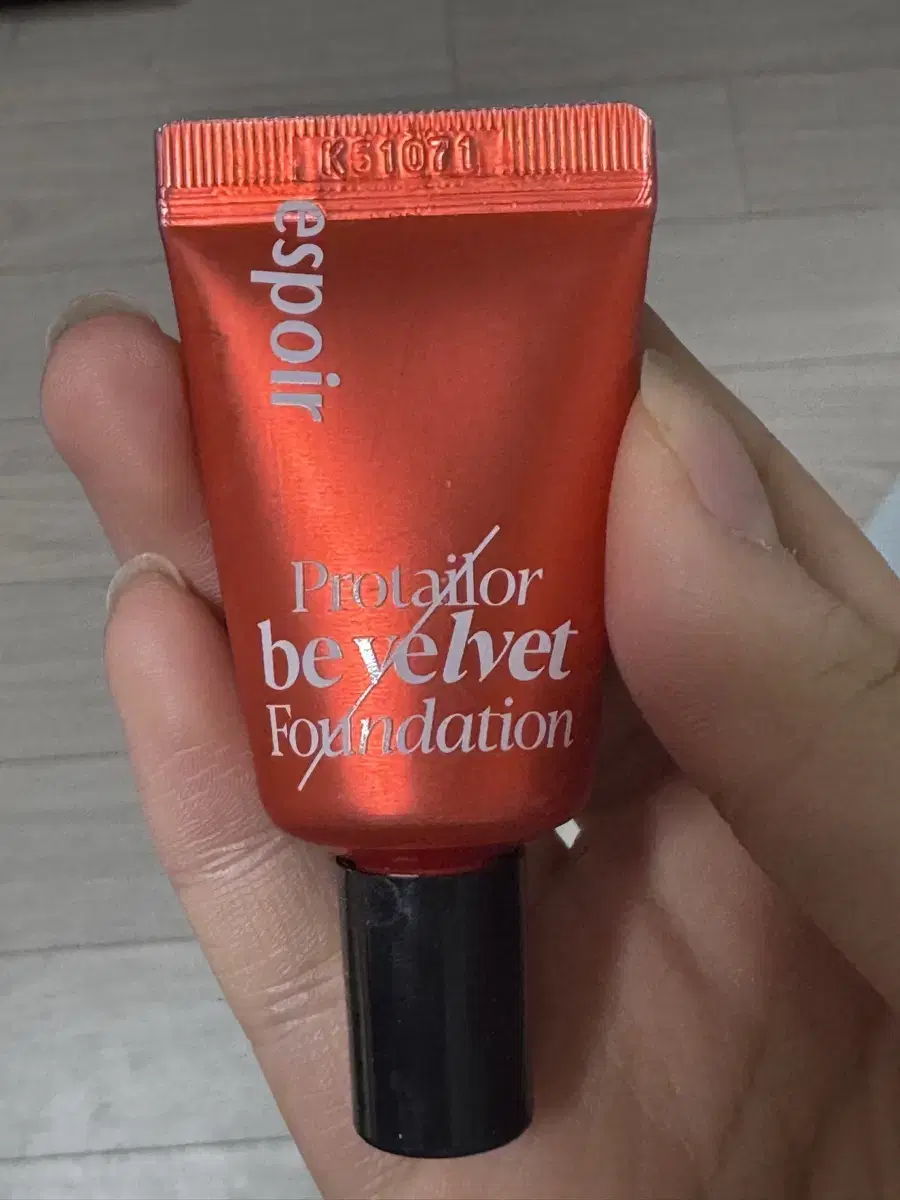 K51071
espoir
Protailor
be velvet
Foundation